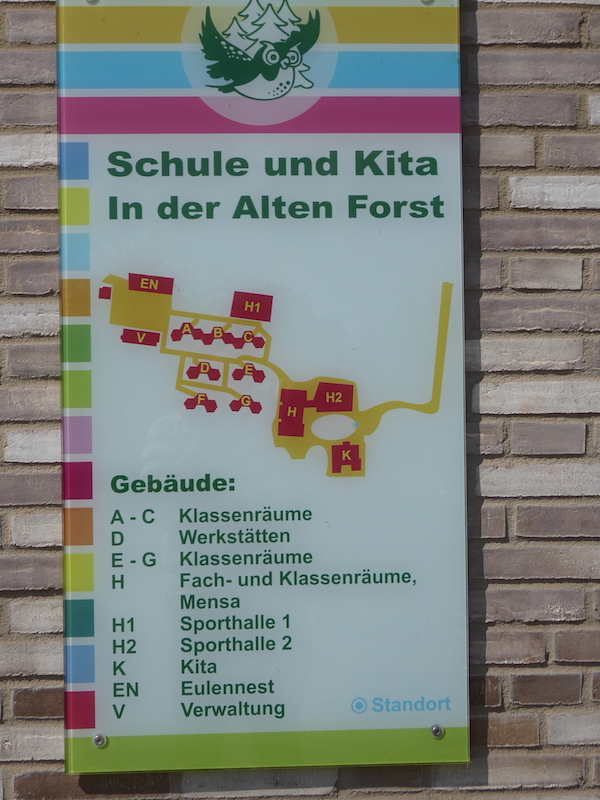 Schule und Kita
In der Alten Forst
EN
H1
V
A
B
C
D
E
F
G
H
H2
K
Gebäude:
A - C Klassenräume
D Werkstätten
E - G Klassenräume
H Fach- und Klassenräume,
Mensa
H1 Sporthalle 1
H2 Sporthalle 2
K Kita
EN Eulennest
V Verwaltung
Standort